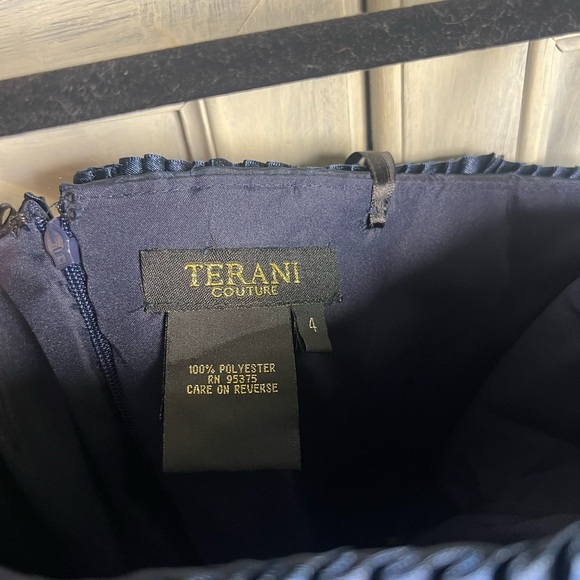 TERANI
COUTURE
4
100% POLYESTER
RN 95375
CARE ON REVERSE